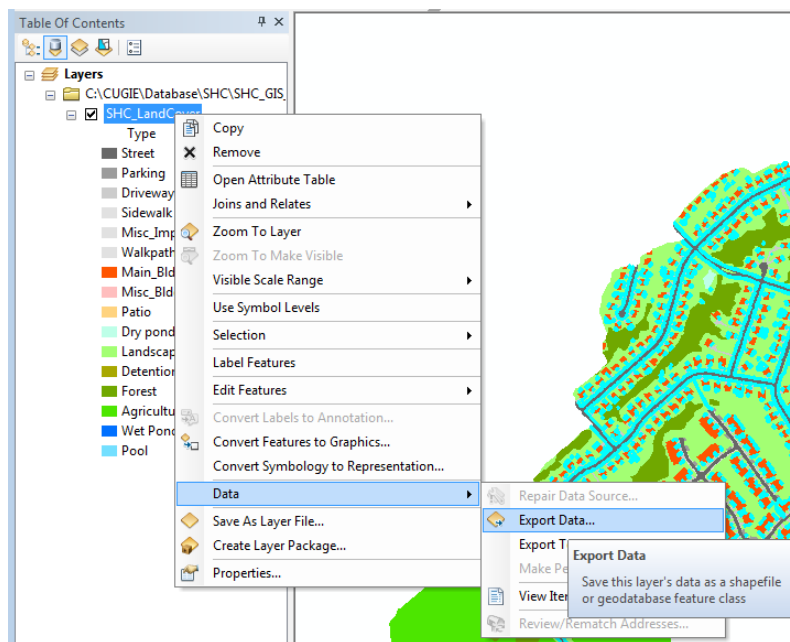 Table Of Contents
Layers
C:\CUGIE\Database\SHC\SHC_GIS_
SHC_LandCover
Type
Street
Parking
Driveway
Sidewalk
Misc_Imp
Walkpath
Main_Bld
Misc_Bld
Patio
Dry pond
Landscap
Detention
Forest
Agricultu
Wet Pond
Pool
Copy
Remove
Open Attribute Table
Joins and Relates
Zoom To Layer
Zoom To Make Visible
Visible Scale Range
Use Symbol Levels
Selection
Label Features
Edit Features
Convert Labels to Annotation...
Convert Features to Graphics...
Convert Symbology to Representation...
Data
Save As Layer File...
Create Layer Package...
Properties...
Repair Data Source...
Export Data...
Export T
Make Pe
View Iter
Review/Rematch Addresses...
Export Data
Save this layer's data as a shapefile
or geodatabase feature class